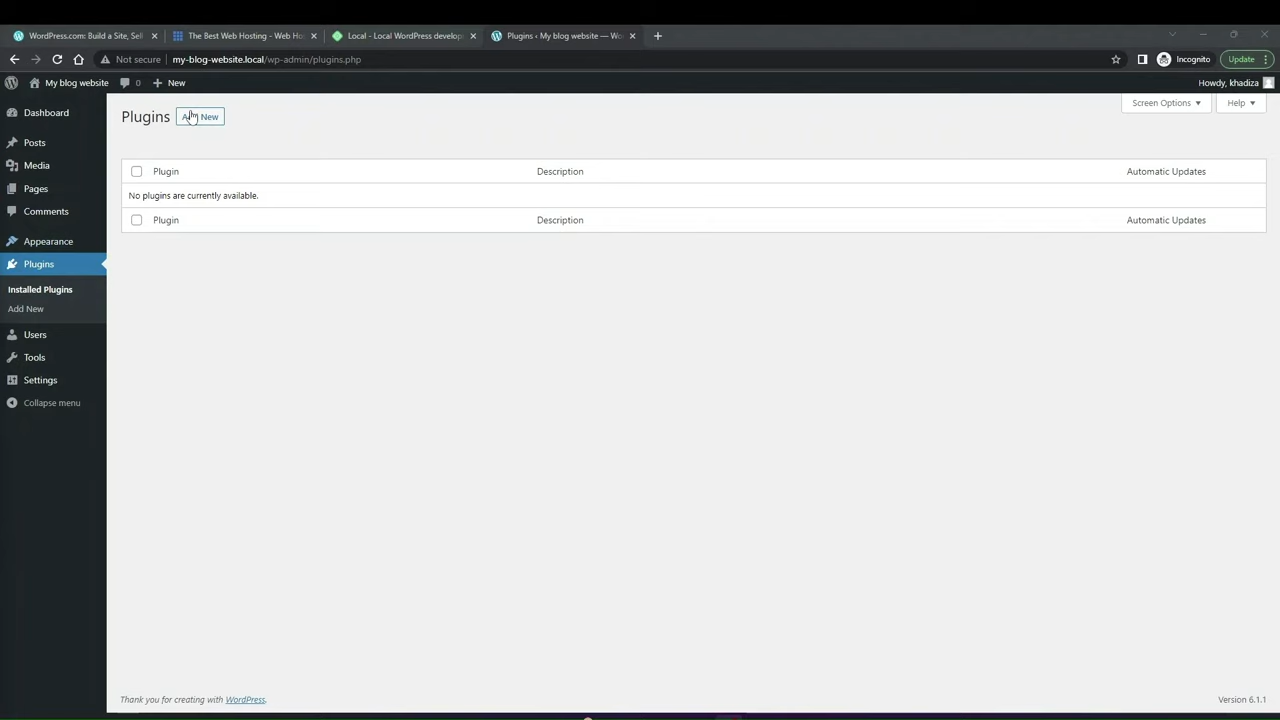 WordPress.com: Build a Site, Sell
The Best Web Hosting - Web Ho
Local - Local WordPress develop
Plugins ‹ My blog website — Wo
Not secure
my-blog-website.local/wp-admin/plugins.php
Incognito
Update
My blog website
0
New
Howdy, khadiza
Dashboard
Posts
Media
Pages
Comments
Appearance
Plugins
Installed Plugins
Add New
Users
Tools
Settings
Collapse menu
Screen Options
Help
Plugins
New
Plugin Description Automatic Updates
No plugins are currently available.
Plugin Description Automatic Updates
Thank you for creating with WordPress.
Version 6.1.1